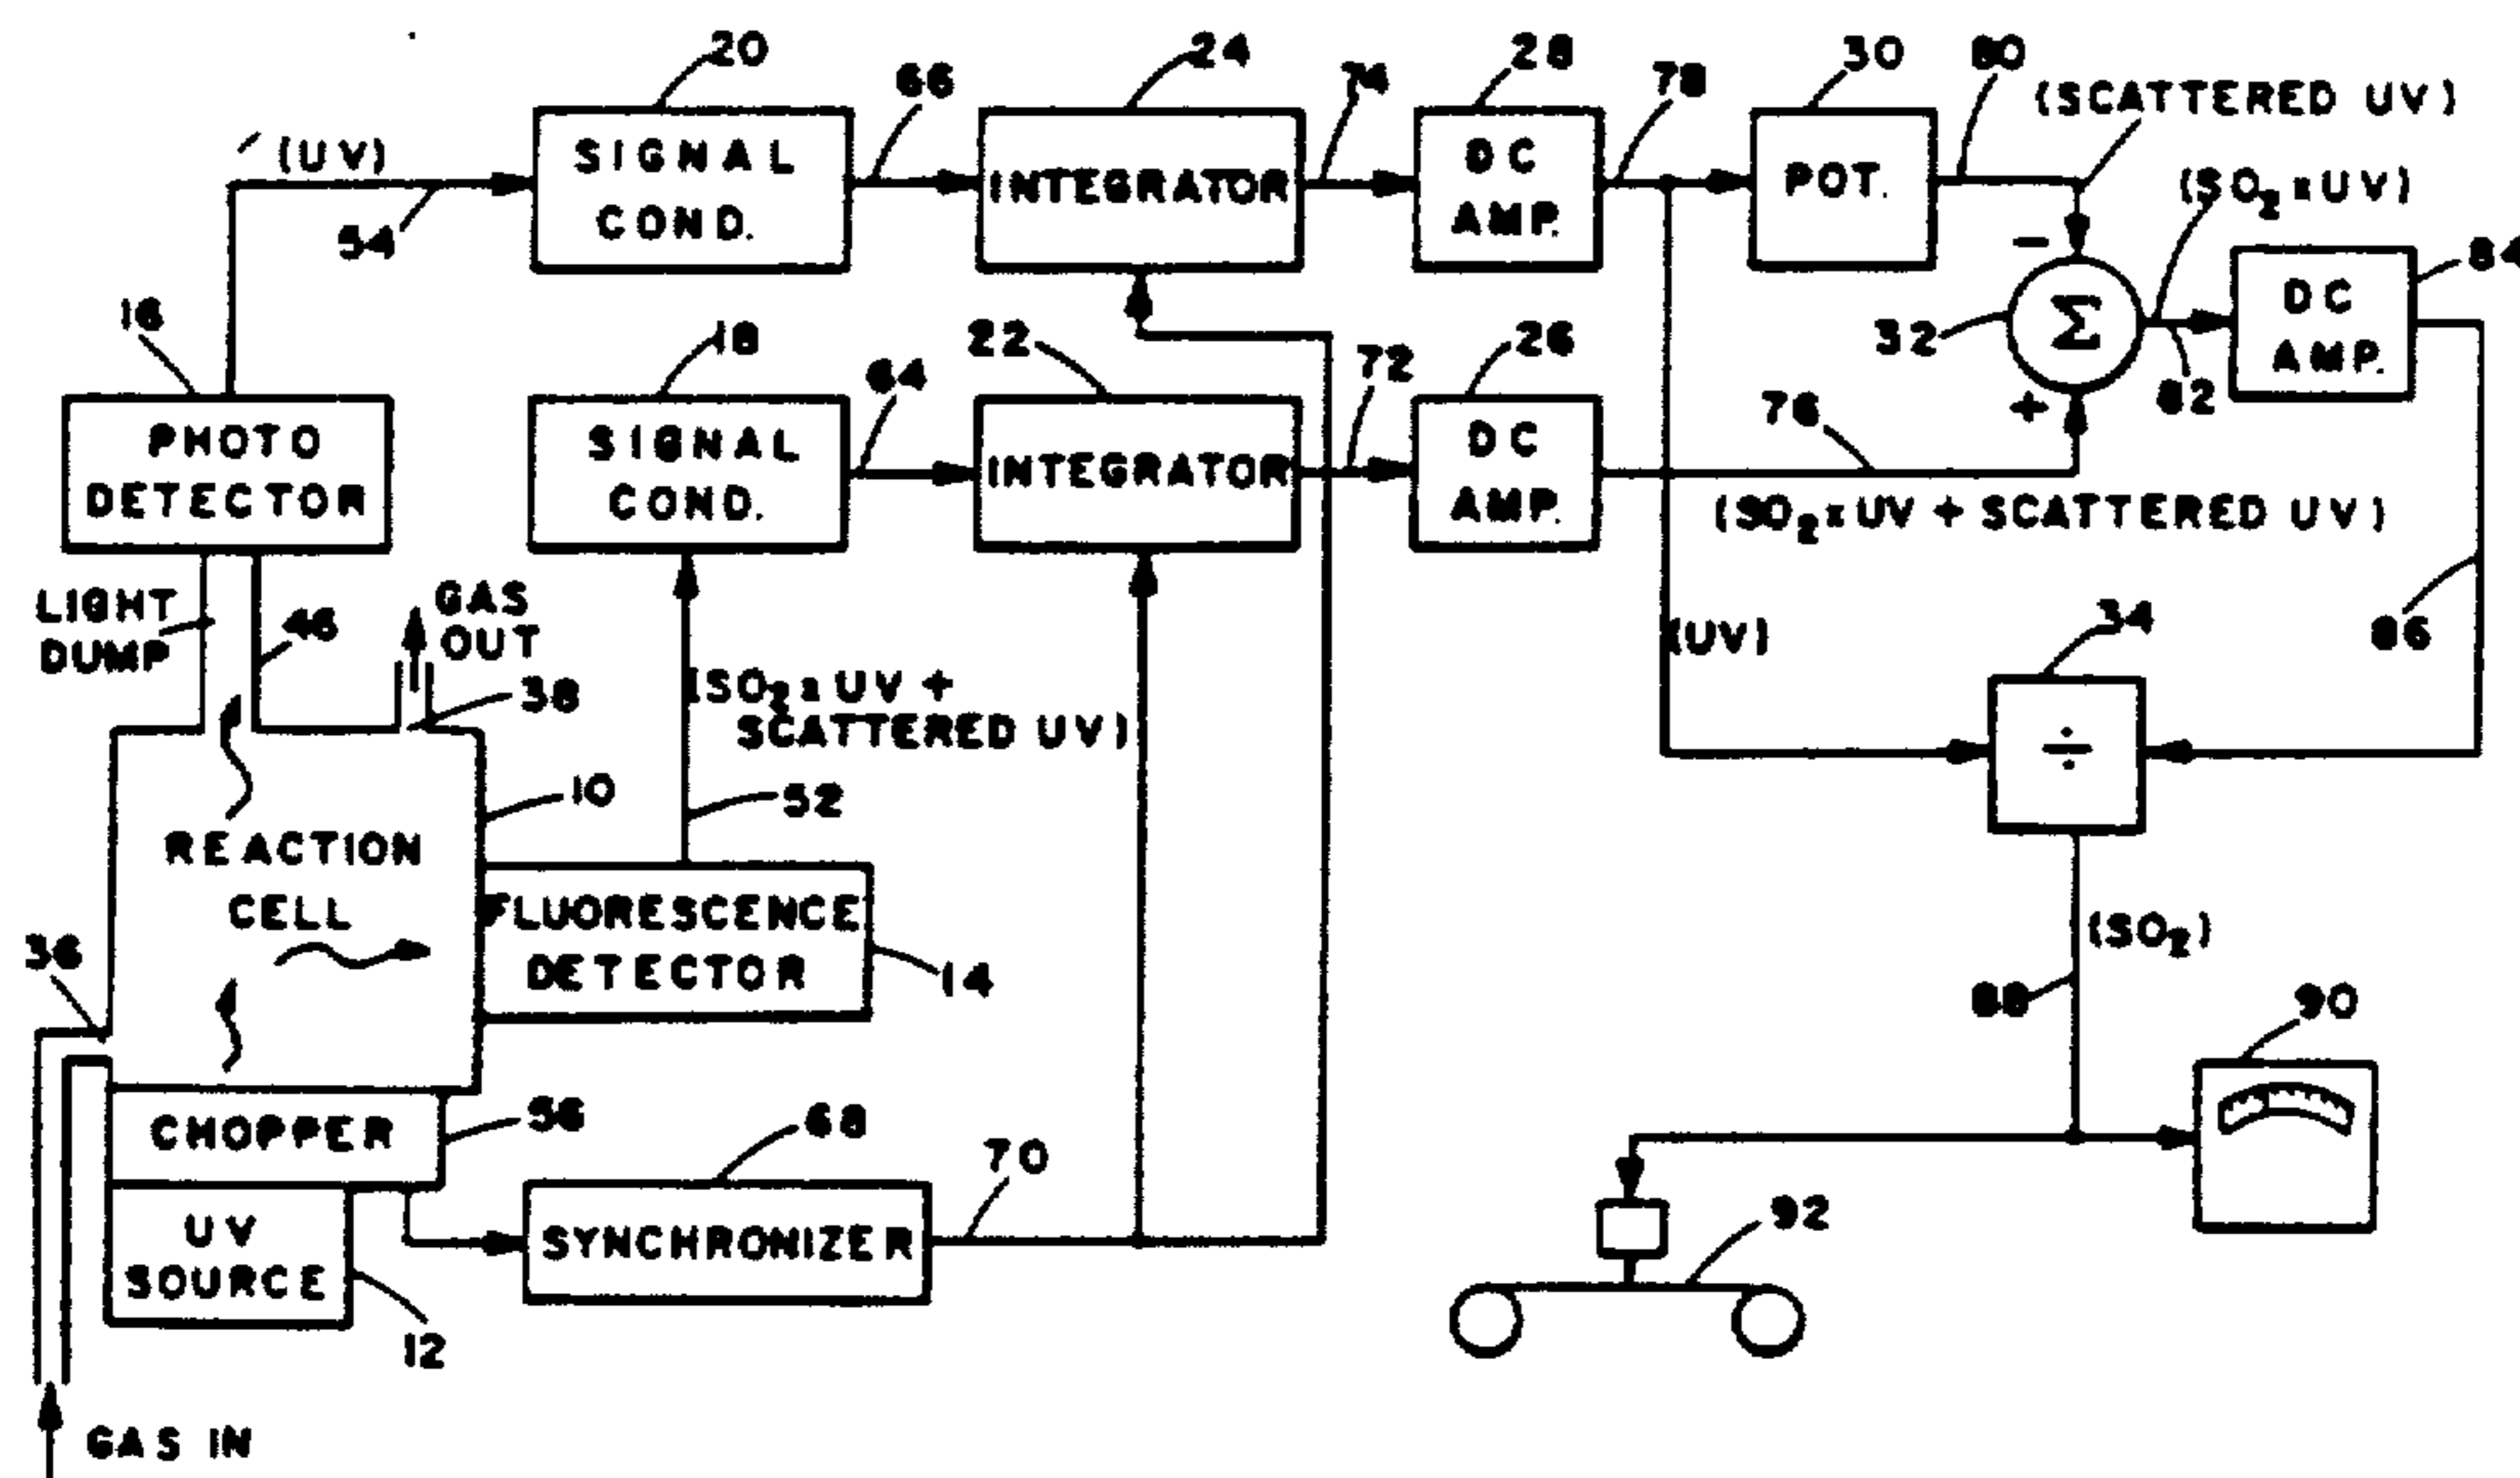 20
66
24
74
28
78
30
80
(SCATTERED UV)
(UV)
SIGNAL
COND.
INTEGRATOR
DC
AMP.
POT.
(SO2 x UV)
54
-
84
16
18
64
22
72
26
32
Σ
DC
AMP.
76
+
82
PHOTO
DETECTOR
SIGNAL
COND.
INTEGRATOR
DC
AMP.
(SO2 x UV + SCATTERED UV)
LIGHT
DUMP
46
GAS
OUT
38
(SO2 x UV +
SCATTERED UV)
(UV)
34
86
÷
10
52
REACTION
CELL
FLUORESCENCE
DETECTOR
14
36
(SO2)
88
90
CHOPPER
56
68
70
UV
SOURCE
SYNCHRONIZER
92
12
GAS IN